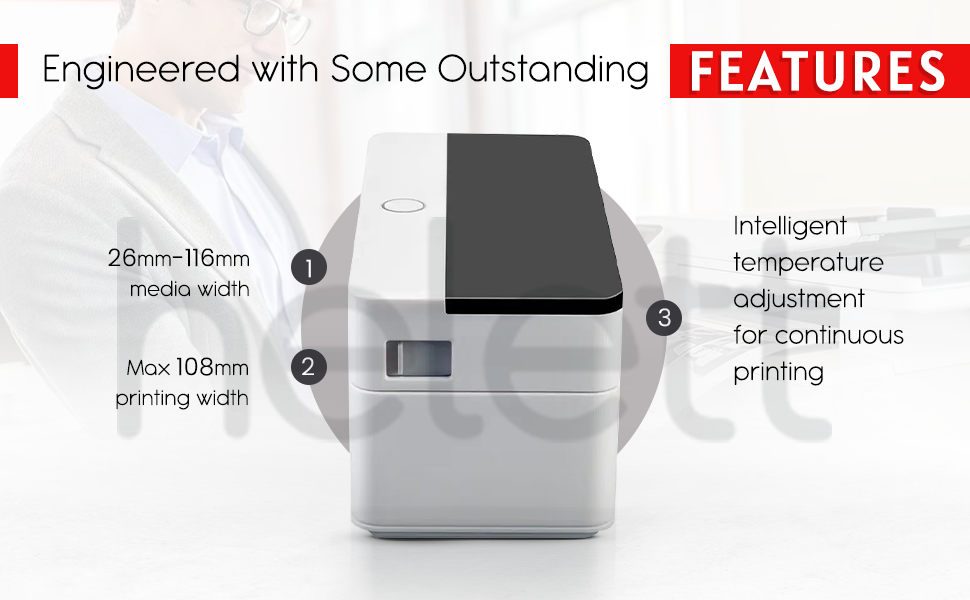 Engineered with Some Outstanding FEATURES
26mm-116mm
media width
1
Max 108mm
printing width
2
3
Intelligent
temperature
adjustment
for continuous
printing
helett